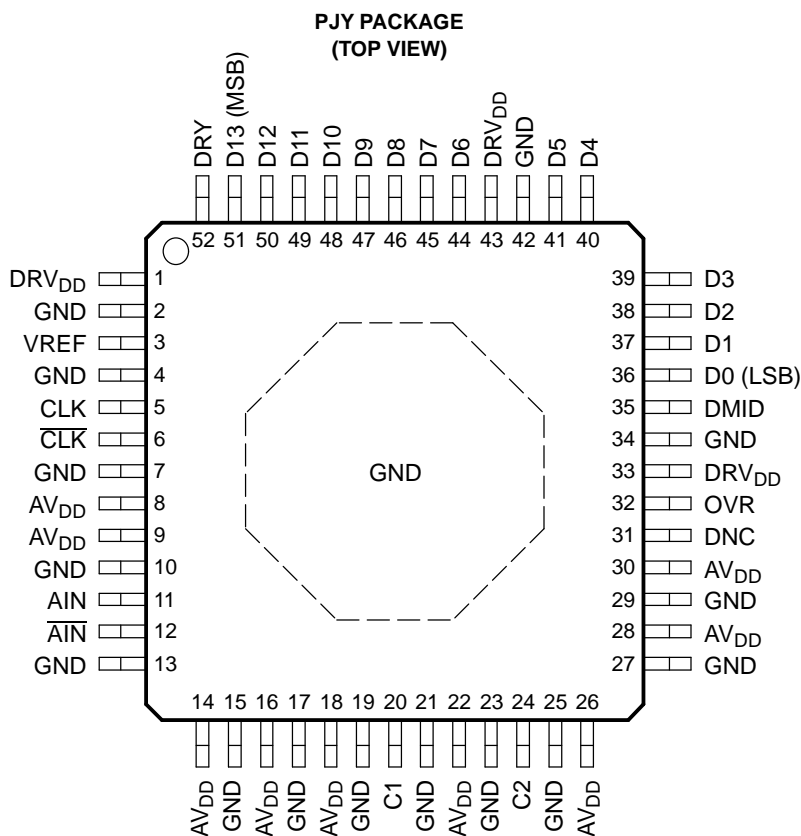 PJY PACKAGE
(TOP VIEW)
DRY
D13 (MSB)
D12
D11
D10
D9
D8
D7
D6
DRVDD
GND
D5
D4
52 51 50 49 48 47 46 45 44 43 42 41 40
DRVDD 1
GND 2
VREF 3
GND 4
CLK 5
CLK 6
GND 7
AVDD 8
AVDD 9
GND 10
AIN 11
AIN 12
GND 13
GND
39 D3
38 D2
37 D1
36 D0 (LSB)
35 DMID
34 GND
33 DRVDD
32 OVR
31 DNC
30 AVDD
29 GND
28 AVDD
27 GND
14 15 16 17 18 19 20 21 22 23 24 25 26
AVDD
GND
AVDD
GND
AVDD
GND
C1
GND
AVDD
GND
C2
GND
AVDD